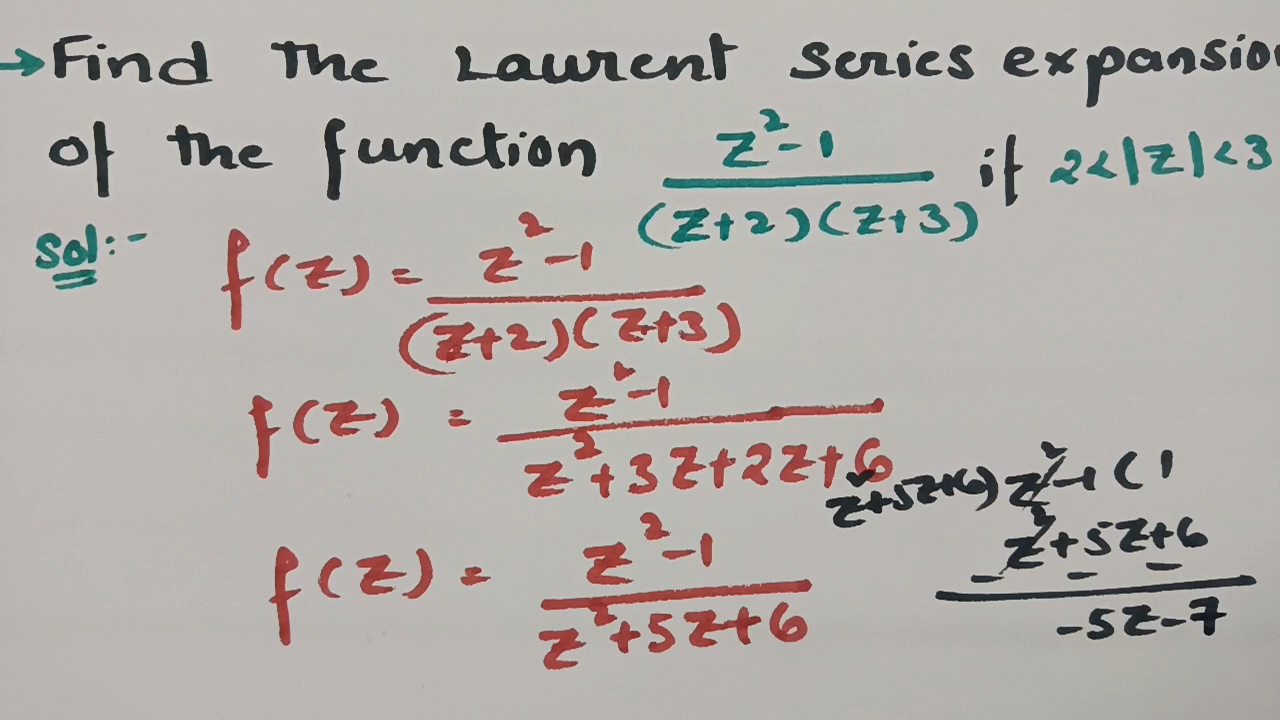 →Find The Laurent Series expansion
of the function z²-1 / (z+2)(z+3) if 2<|z|<3
Sol:-
f(z) = z²-1 / (z+2)(z+3)
f(z) = z²-1 / z²+3z+2z+6
z²+5z+6) z²-1 (1
z²+5z+6
- - -
-5z-7
f(z) = z²-1 / z²+5z+6